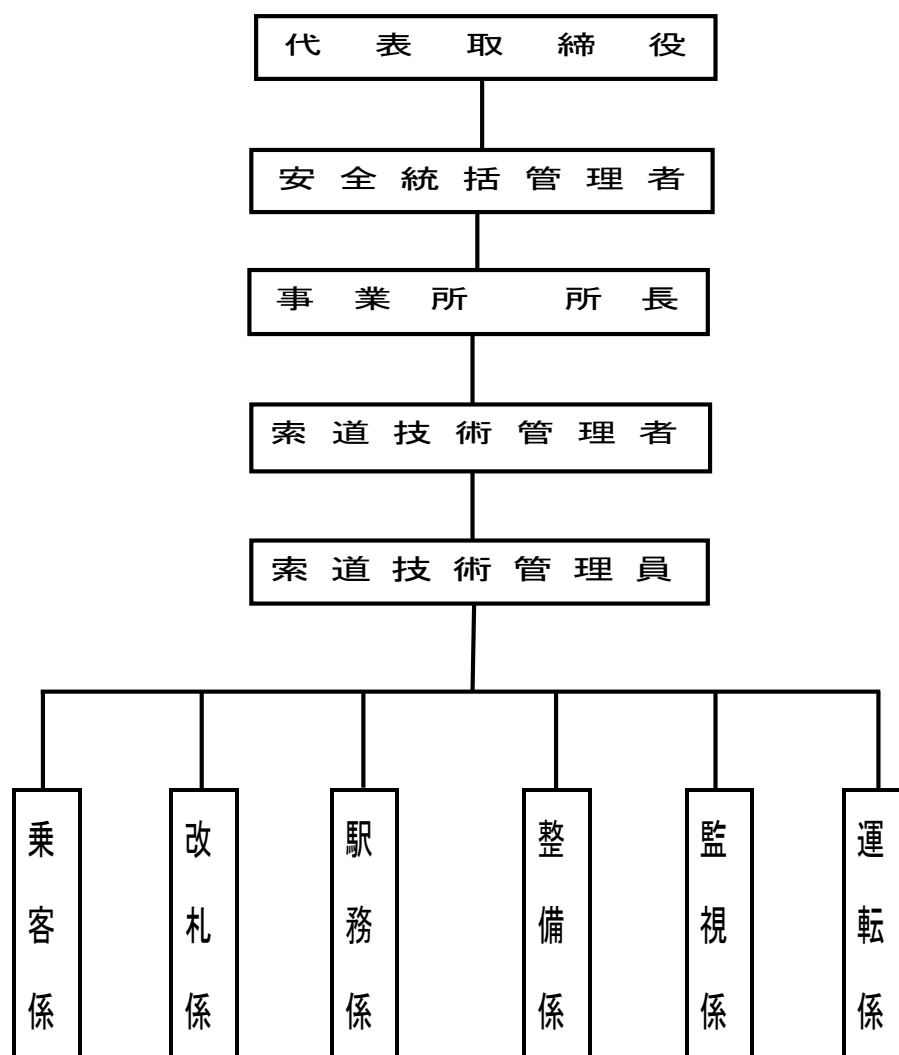 代表取締役
安全統括管理者
事業所 所長
索道技術管理者
索道技術管理員
乗客係
改札係
駅務係
整備係
監視係
運転係